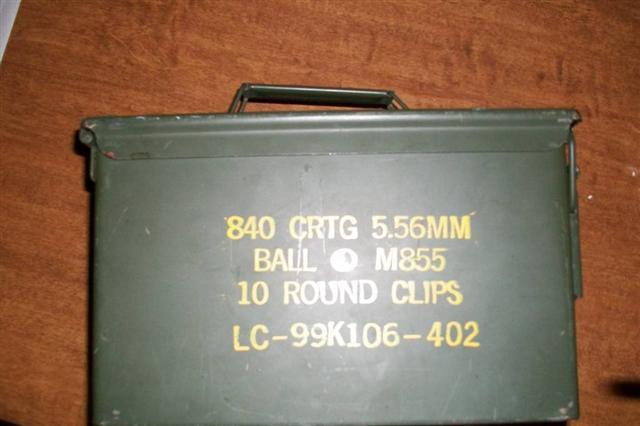 840 CRTG 5.56MM
BALL M855
10 ROUND CLIPS
LC-99K106-402